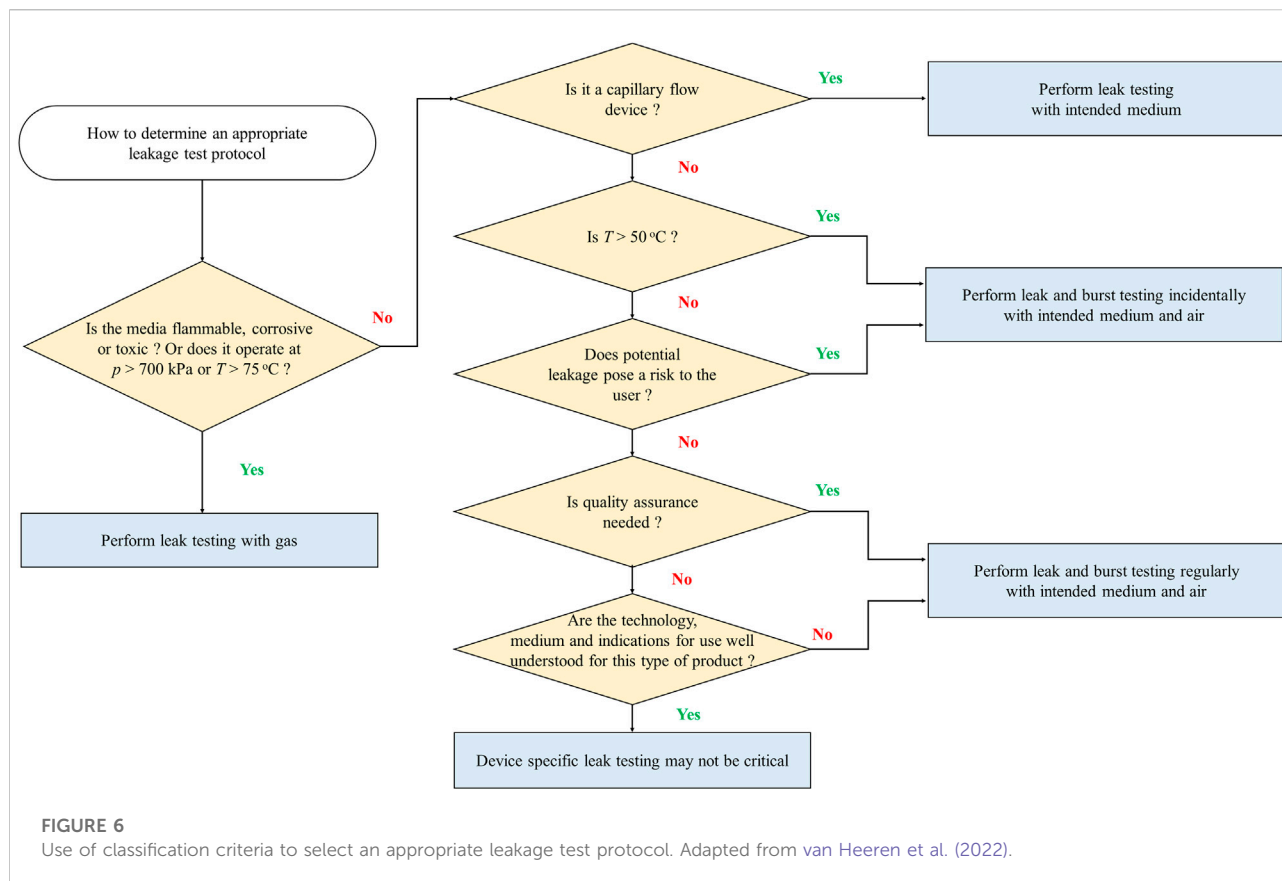 How to determine an appropriate
leakage test protocol
Is the media flammable, corrosive
or toxic ? Or does it operate at
p > 700 kPa or T > 75 °C ?
No
Yes
Perform leak testing with gas
Is it a capillary flow
device ?
Yes
Perform leak testing
with intended medium
No
Is T > 50 °C ?
Yes
Perform leak and burst testing incidentally
with intended medium and air
No
Does potential
leakage pose a risk to the
user ?
Yes
No
Is quality assurance
needed ?
Yes
Perform leak and burst testing regularly
with intended medium and air
No
Are the technology,
medium and indications for use well
understood for this type of product ?
No
Yes
Device specific leak testing may not be critical
FIGURE 6
Use of classification criteria to select an appropriate leakage test protocol. Adapted from van Heeren et al. (2022).